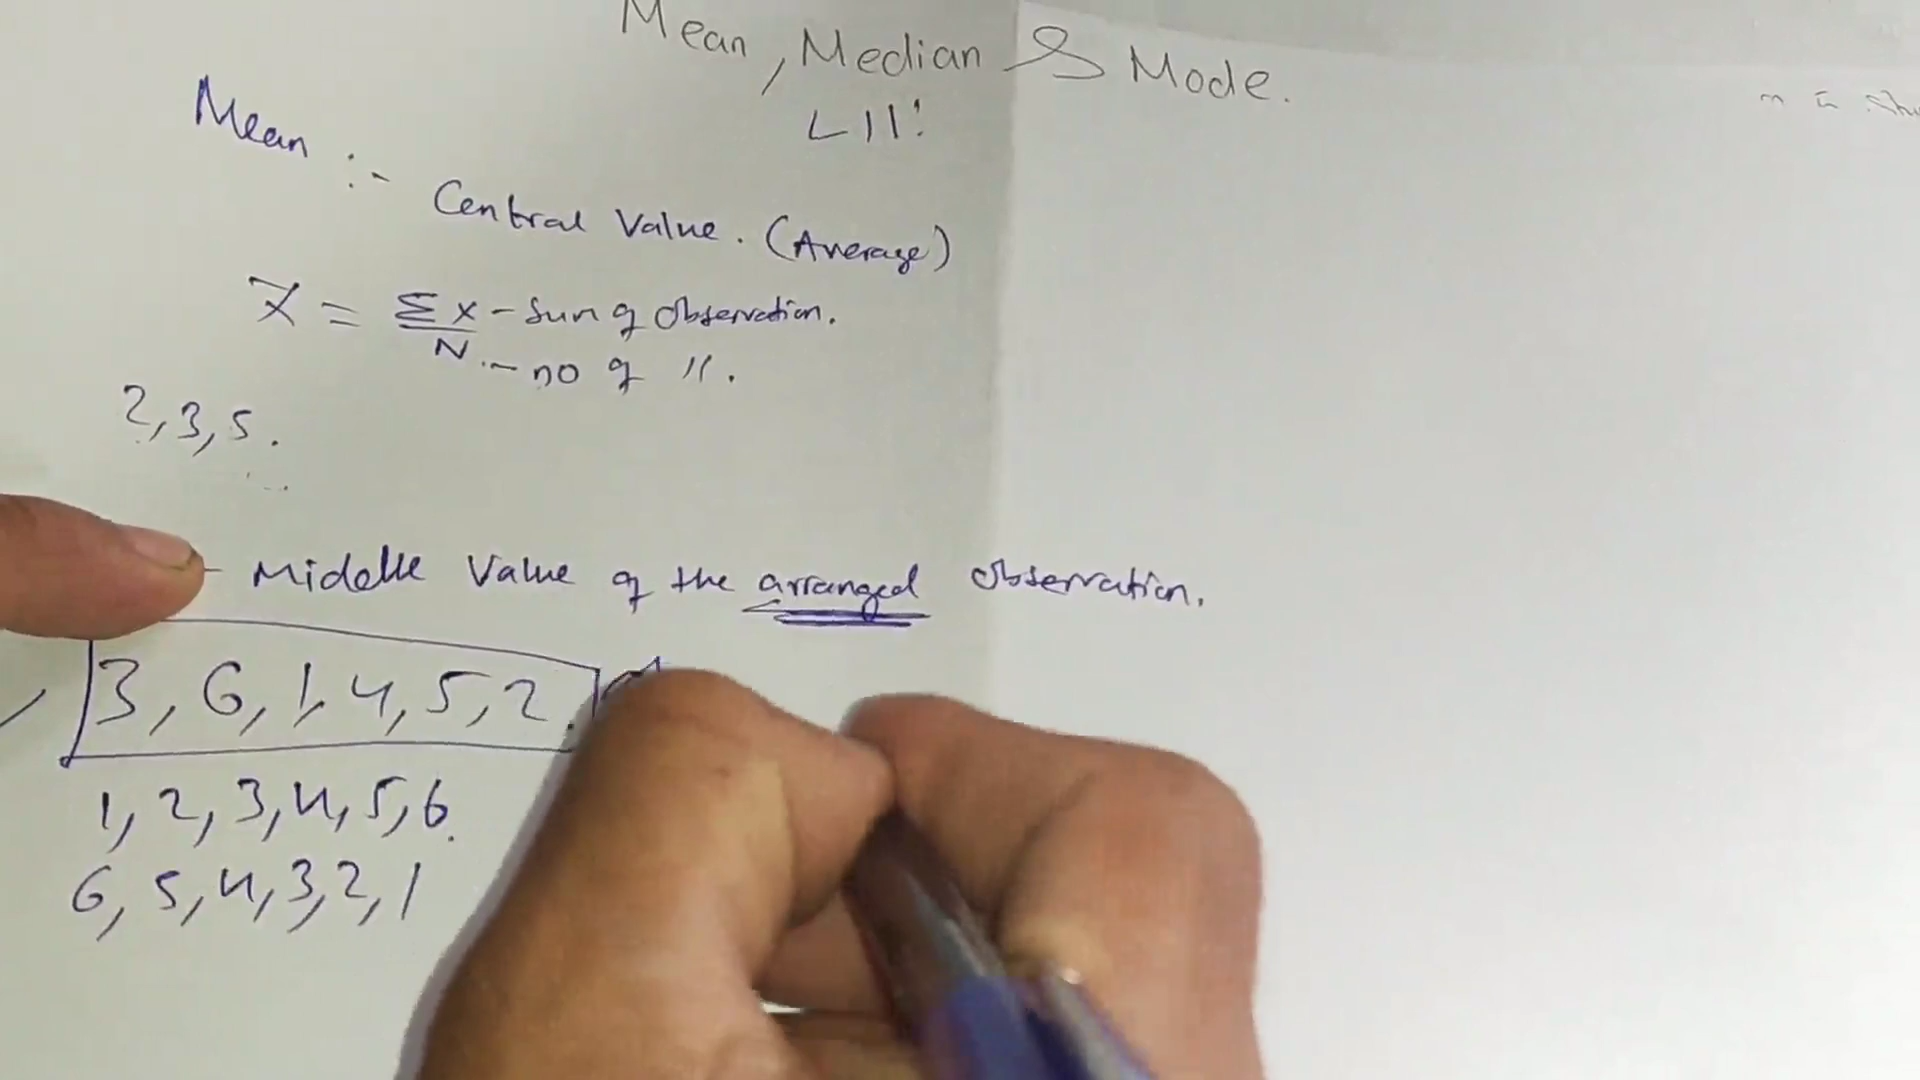 Mean, Median & Mode.
L11:
Mean :- Central Value. (Average)
x̄ = Σx - Sum of Observation.
N - no of 11.
2, 3, 5.
- Middle Value of the arranged Observation.
3, 6, 1, 4, 5, 2.
1, 2, 3, 4, 5, 6.
6, 5, 4, 3, 2, 1